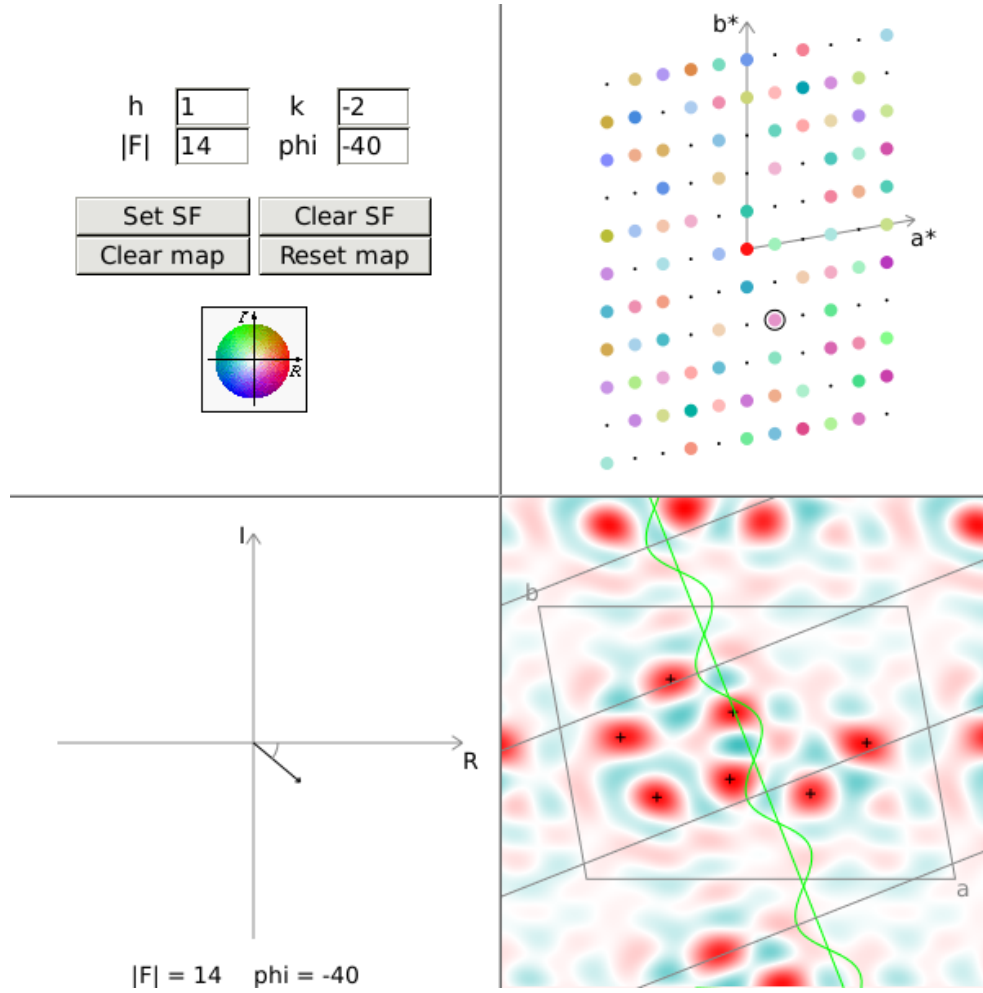 h 1 k -2
|F| 14 phi -40
Set SF Clear SF
Clear map Reset map
I
R
b*
a*
I
R
|F| = 14 phi = -40
b
a